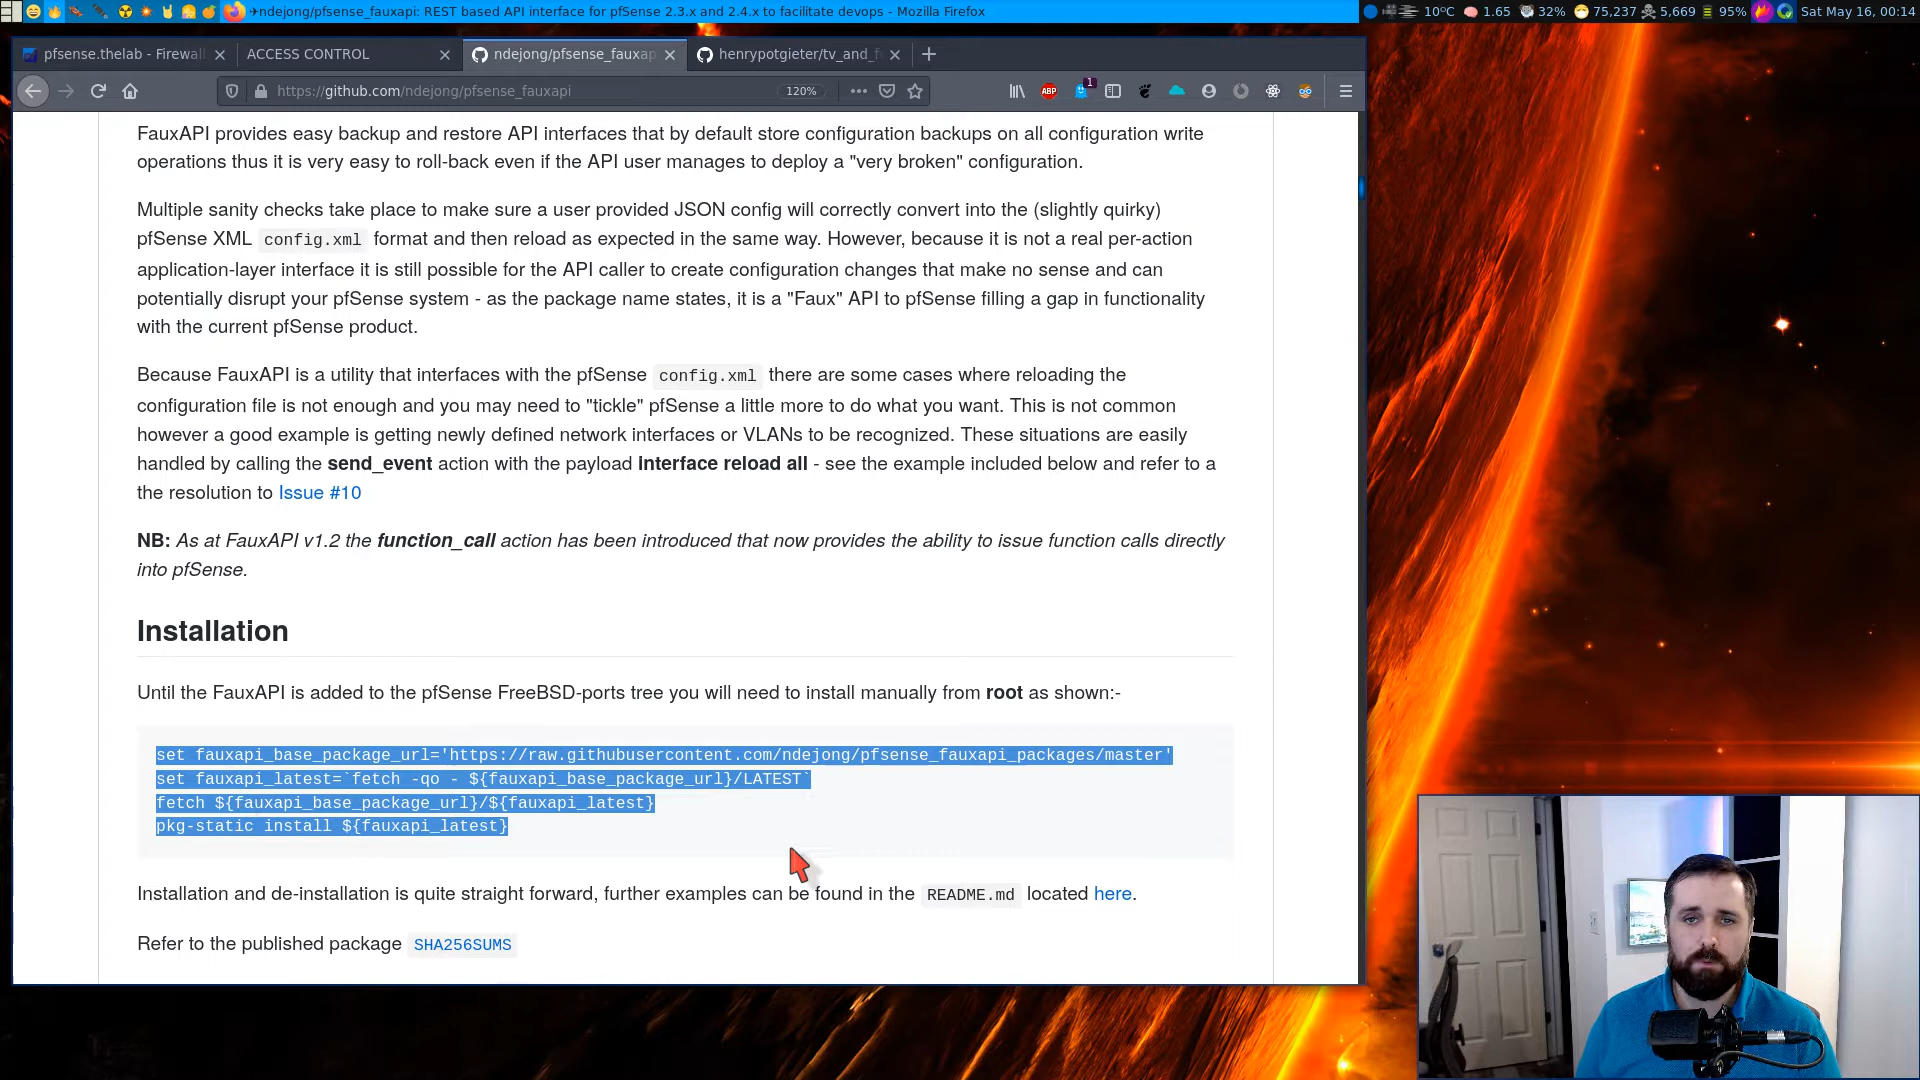 ✈ndejong/pfsense_fauxapi: REST based API interface for pfSense 2.3.x and 2.4.x to facilitate devops - Mozilla Firefox
10°C 1.65 32% 75,237 5,669 95% Sat May 16, 00:14
pfsense.thelab - Firewall
ACCESS CONTROL
ndejong/pfsense_fauxap
henrypotgieter/tv_and_f
https://github.com/ndejong/pfsense_fauxapi
120%
ABP
1
FauxAPI provides easy backup and restore API interfaces that by default store configuration backups on all configuration write
operations thus it is very easy to roll-back even if the API user manages to deploy a "very broken" configuration.
Multiple sanity checks take place to make sure a user provided JSON config will correctly convert into the (slightly quirky)
pfSense XML config.xml format and then reload as expected in the same way. However, because it is not a real per-action
application-layer interface it is still possible for the API caller to create configuration changes that make no sense and can
potentially disrupt your pfSense system - as the package name states, it is a "Faux" API to pfSense filling a gap in functionality
with the current pfSense product.
Because FauxAPI is a utility that interfaces with the pfSense config.xml there are some cases where reloading the
configuration file is not enough and you may need to "tickle" pfSense a little more to do what you want. This is not common
however a good example is getting newly defined network interfaces or VLANs to be recognized. These situations are easily
handled by calling the send_event action with the payload interface reload all - see the example included below and refer to a
the resolution to Issue #10
NB: As at FauxAPI v1.2 the function_call action has been introduced that now provides the ability to issue function calls directly
into pfSense.
Installation
Until the FauxAPI is added to the pfSense FreeBSD-ports tree you will need to install manually from root as shown:-
set fauxapi_base_package_url='https://raw.githubusercontent.com/ndejong/pfsense_fauxapi_packages/master'
set fauxapi_latest=`fetch -qo - ${fauxapi_base_package_url}/LATEST`
fetch ${fauxapi_base_package_url}/${fauxapi_latest}
pkg-static install ${fauxapi_latest}
Installation and de-installation is quite straight forward, further examples can be found in the README.md located here.
Refer to the published package SHA256SUMS